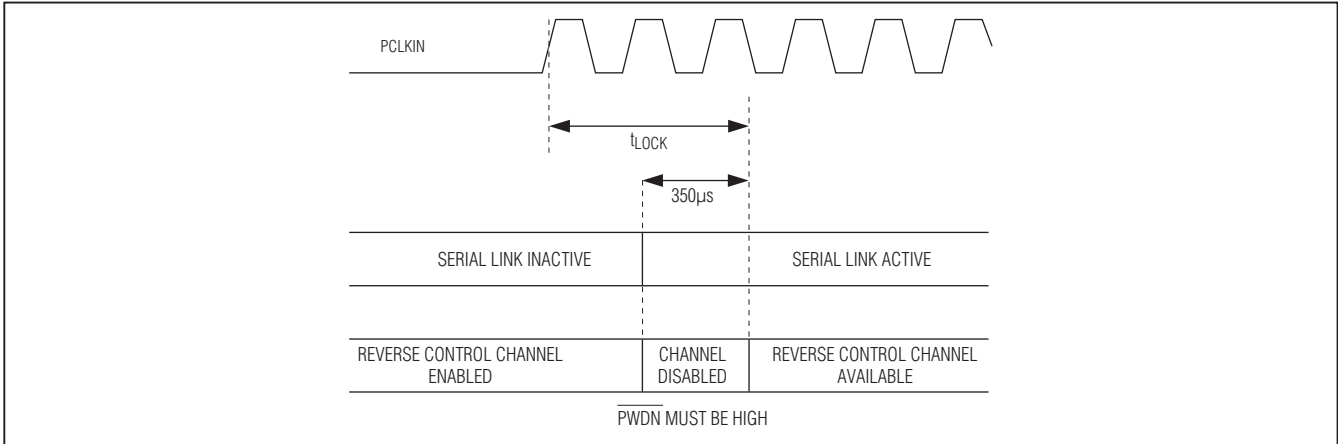 PCLKIN
tLOCK
350µs
SERIAL LINK INACTIVE
SERIAL LINK ACTIVE
REVERSE CONTROL CHANNEL
ENABLED
CHANNEL
DISABLED
REVERSE CONTROL CHANNEL
AVAILABLE
PWDN MUST BE HIGH